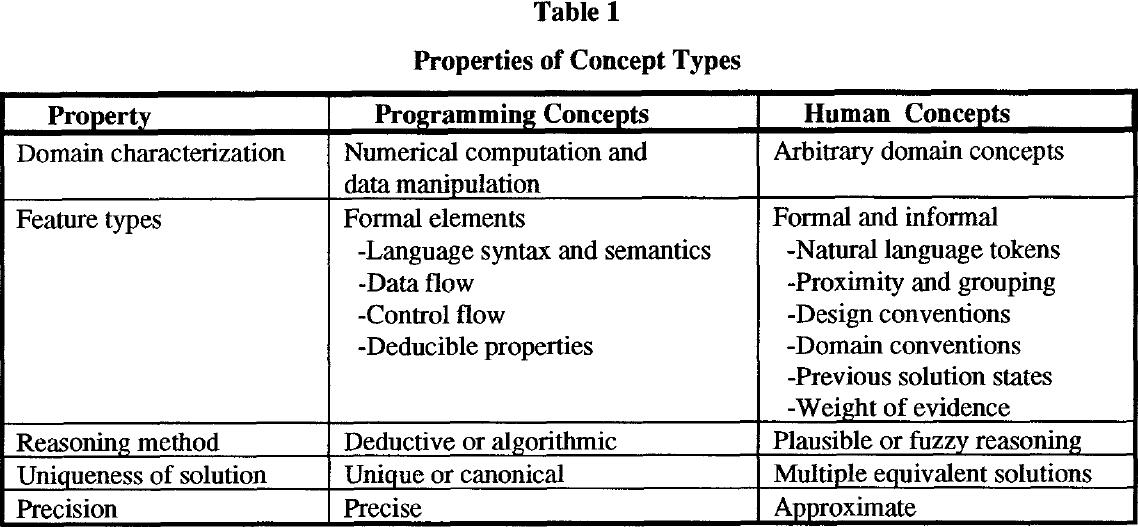 Table 1
Properties of Concept Types
Property Programming Concepts Human Concepts
Domain characterization Numerical computation and data manipulation Arbitrary domain concepts
Feature types Formal elements Formal and informal
-Language syntax and semantics -Natural language tokens
-Data flow -Proximity and grouping
-Control flow -Design conventions
-Deducible properties -Domain conventions
-Previous solution states
-Weight of evidence
Reasoning method Deductive or algorithmic Plausible or fuzzy reasoning
Uniqueness of solution Unique or canonical Multiple equivalent solutions
Precision Precise Approximate